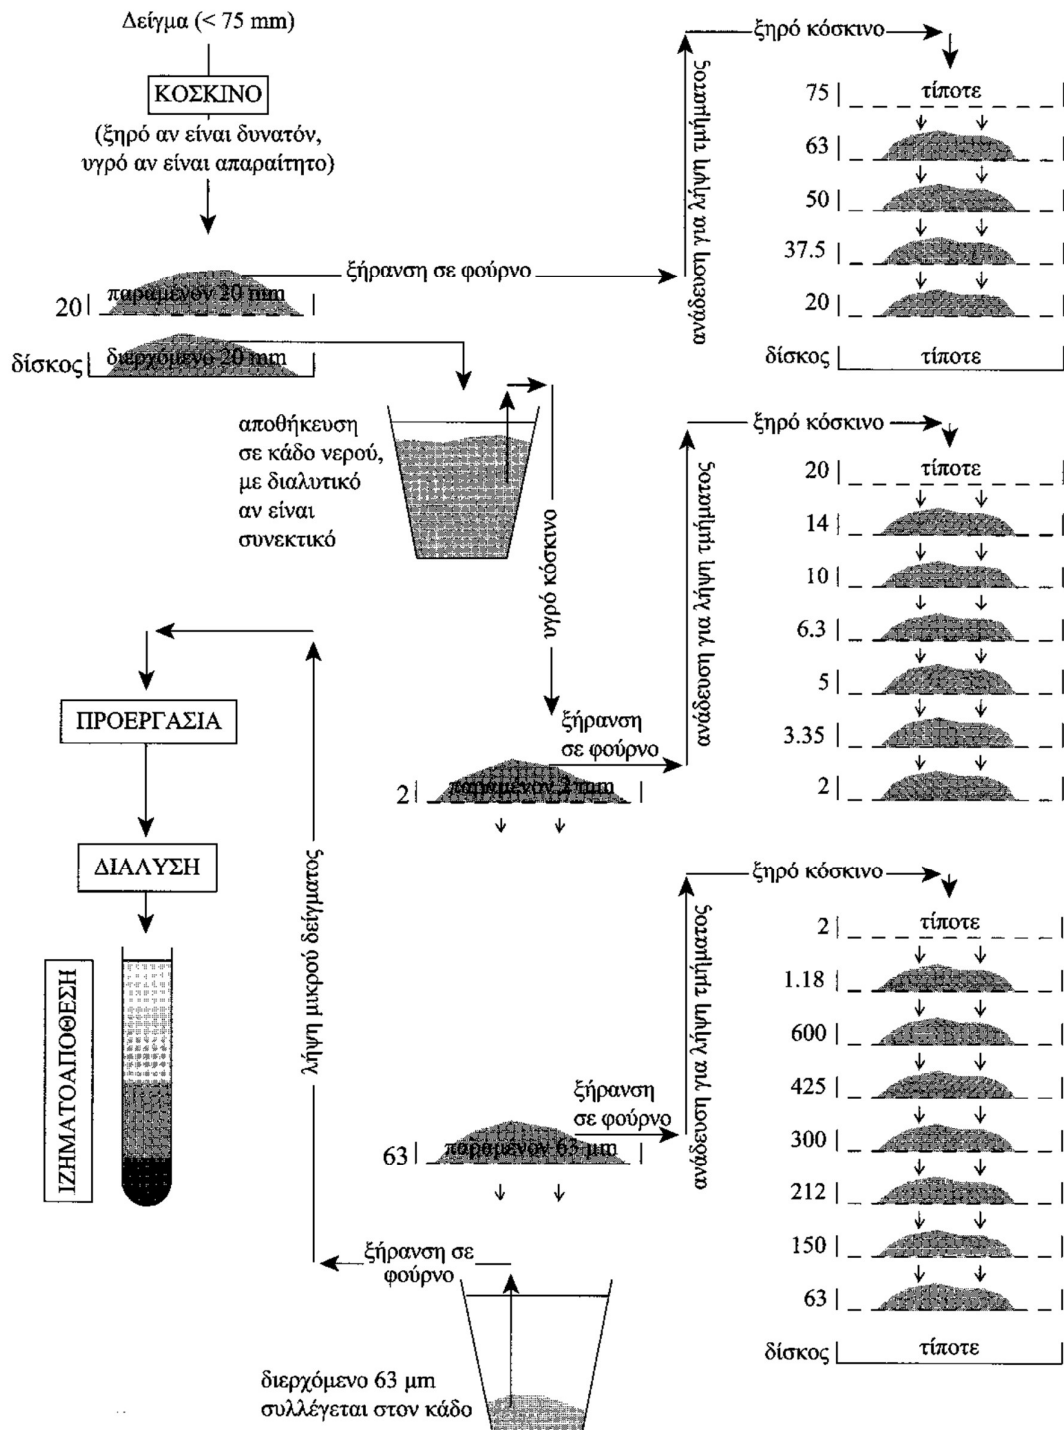 Δείγμα (< 75 mm)
ΚΟΣΚΙΝΟ
(ξηρό αν είναι δυνατόν,
υγρό αν είναι απαραίτητο)
20
παραμένον 20 mm
δίσκος
διερχόμενο 20 mm
ξήρανση σε φούρνο
ανάδευση για λήψη τμήματος
ξηρό κόσκινο
75
τίποτε
63
50
37.5
20
δίσκος
τίποτε
αποθήκευση
σε κάδο νερού,
με διαλυτικό
αν είναι
συνεκτικό
υγρό κόσκινο
2
παραμένον 2 mm
ξήρανση
σε φούρνο
ανάδευση για λήψη τμήματος
ξηρό κόσκινο
20
τίποτε
14
10
6.3
5
3.35
2
63
παραμένον 63 μm
ξήρανση
σε φούρνο
ανάδευση για λήψη τμήματος
ξηρό κόσκινο
2
τίποτε
1.18
600
425
300
212
150
63
δίσκος
τίποτε
διερχόμενο 63 μm
συλλέγεται στον κάδο
ξήρανση σε
φούρνο
λήψη μικρού δείγματος
ΠΡΟΕΡΓΑΣΙΑ
ΔΙΑΛΥΣΗ
ΙΖΗΜΑΤΟΑΠΟΘΕΣΗ